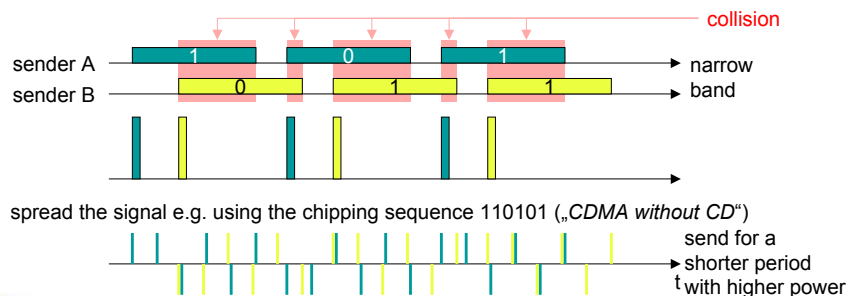 collision
1 0 1
sender A
narrow
band
sender B
0 1 1
spread the signal e.g. using the chipping sequence 110101 („CDMA without CD“)
send for a
shorter period
t with higher power